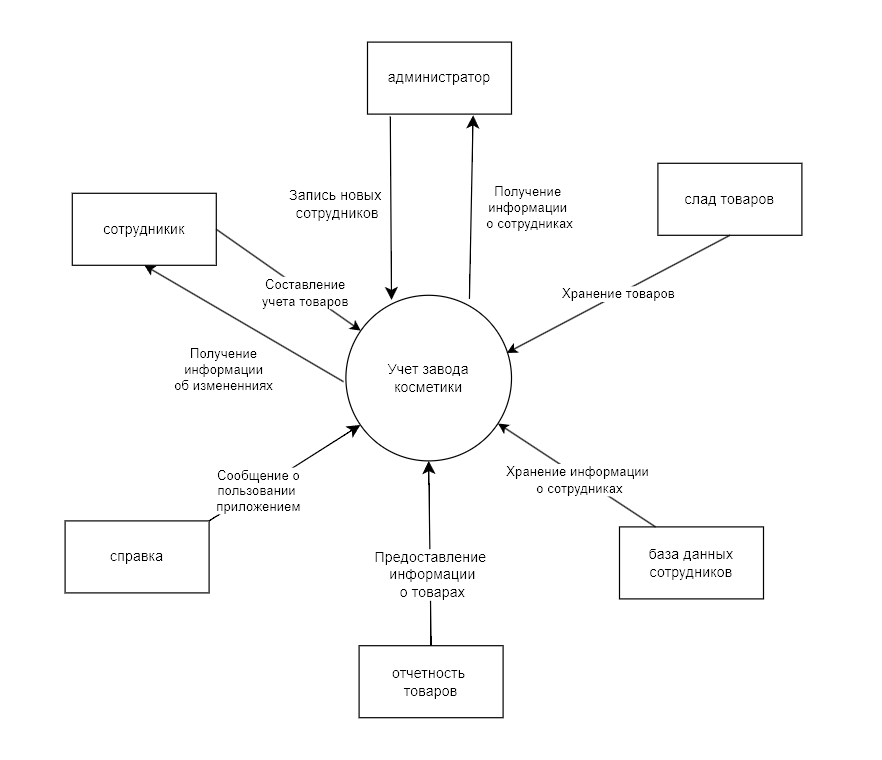 администратор
Запись новых
сотрудников
Получение
информации
о сотрудниках
слад товаров
сотрудникик
Составление
учета товаров
Хранение товаров
Получение
информации
об изменениях
Учет завода
косметики
Сообщение о
пользовании
приложением
Хранение информации
о сотрудниках
справка
Предоставление
информации
о товарах
база данных
сотрудников
отчетность
товаров